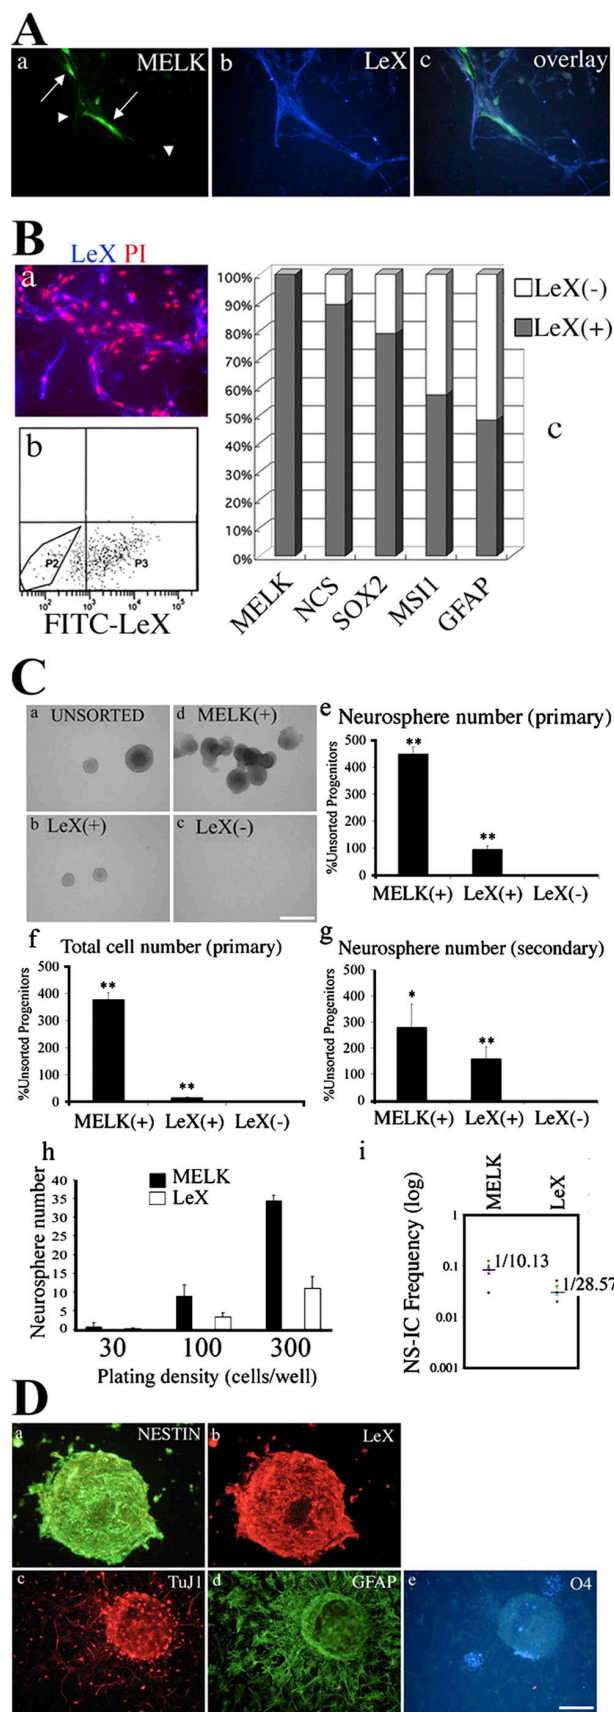 A
a MELK
b LeX
c overlay
B
LeX PI
a
b
P2
P3
10² 10³ 10⁴ 10⁵
FITC-LeX
100%
90%
80%
70%
60%
50%
40%
30%
20%
10%
0%
MELK
NCS
SOX2
MSI1
GFAP
LeX(-)
LeX(+)
c
C
a UNSORTED
d MELK(+)
b LeX(+)
c LeX(-)
e Neurosphere number (primary)
%Unsorted Progenitors
500
400
300
200
100
0
**
**
MELK(+) LeX(+) LeX(-)
f Total cell number (primary)
%Unsorted Progenitors
500
400
300
200
100
0
**
**
MELK(+) LeX(+) LeX(-)
g Neurosphere number (secondary)
%Unsorted Progenitors
500
400
300
200
100
0
*
**
MELK(+) LeX(+) LeX(-)
h
Neurosphere number
40
35
30
25
20
15
10
5
0
MELK
LeX
30 100 300
Plating density (cells/well)
i
MELK
LeX
NS-IC Frequency (log)
1
0.1
0.01
0.001
1/10.13
1/28.57
D
a NESTIN
b LeX
c TuJ1
d GFAP
e O4